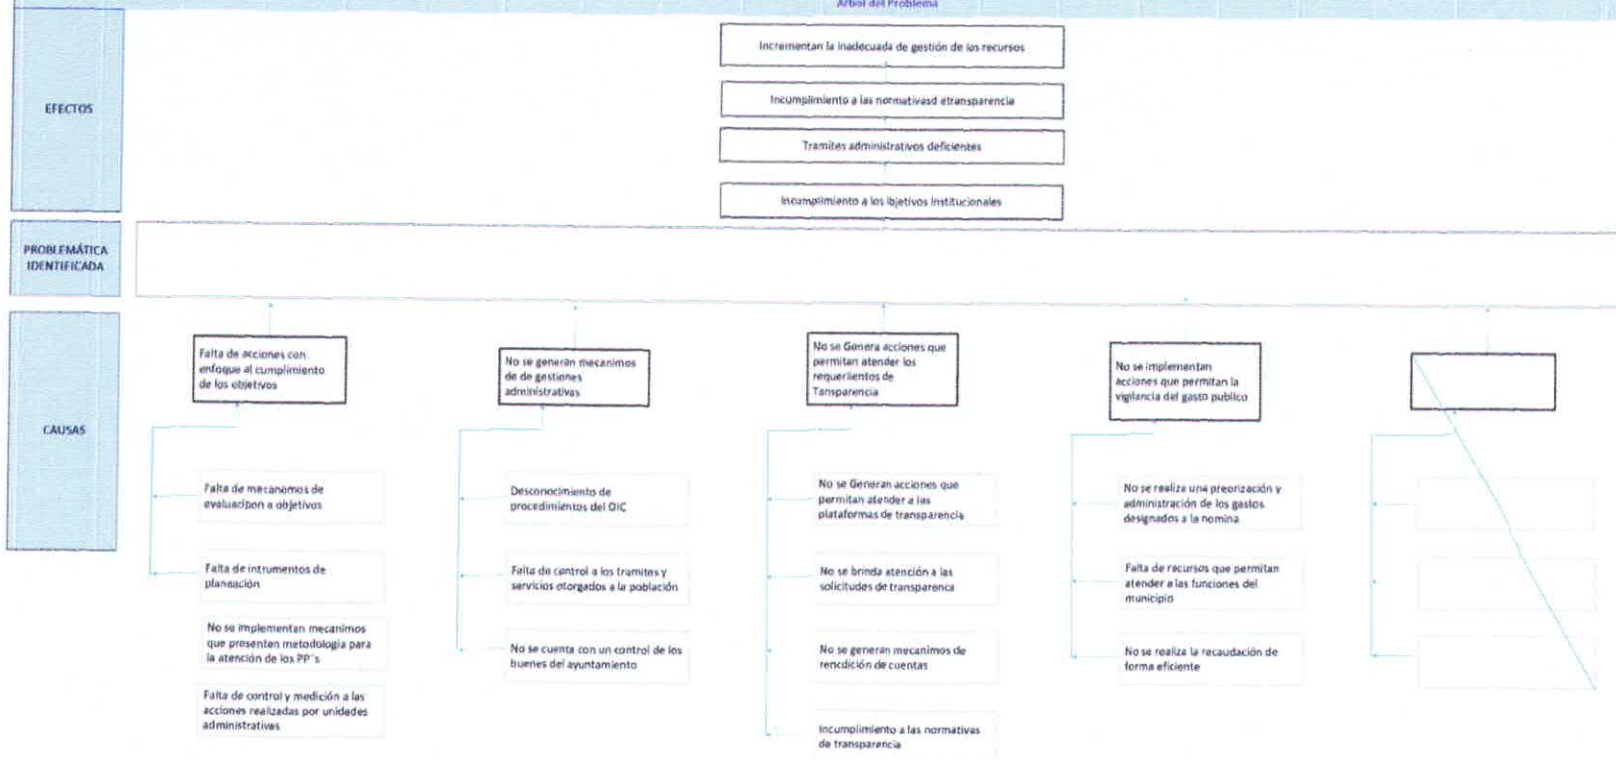 Arbol del Problema
EFECTOS
Incrementan la inadecuada de gestión de los recursos
Incumplimiento a las normativasd etransparencia
Tramites administrativos deficientes
Incumplimiento a los ibjetivos institucionales
PROBLEMÁTICA
IDENTIFICADA
CAUSAS
Falta de acciones con
enfoque al cumplimiento
de los objetivos
Falta de mecanomos de
evaluacipon a objetivos
Falta de intrumentos de
planeación
No se implementan mecanimos
que presenten metodologia para
la atención de los PP´s
Falta de control y medición a las
acciones realizadas por unidades
administrativas
No se generan mecanimos
de de gestiones
administrativas
Desconocimiento de
procedimientos del OIC
Falta de control a los tramites y
servicios otorgados a la población
No se cuenta con un control de los
buenes del ayuntamiento
No se Genera acciones que
permitan atender los
requerlientos de
Tansparencia
No se Generan acciones que
permitan atender a las
plataformas de transparencia
No se brinda atención a las
solicitudes de transparenca
No se generan mecanimos de
rencdición de cuentas
Incumplimiento a las normativas
de transparencia
No se implementan
acciones que permitan la
vigilancia del gasto publico
No se realiza una preorización y
administración de los gastos
designados a la nomina
Falta de recursos que permitan
atender a las funciones del
municipio
No se realiza la recaudación de
forma eficiente